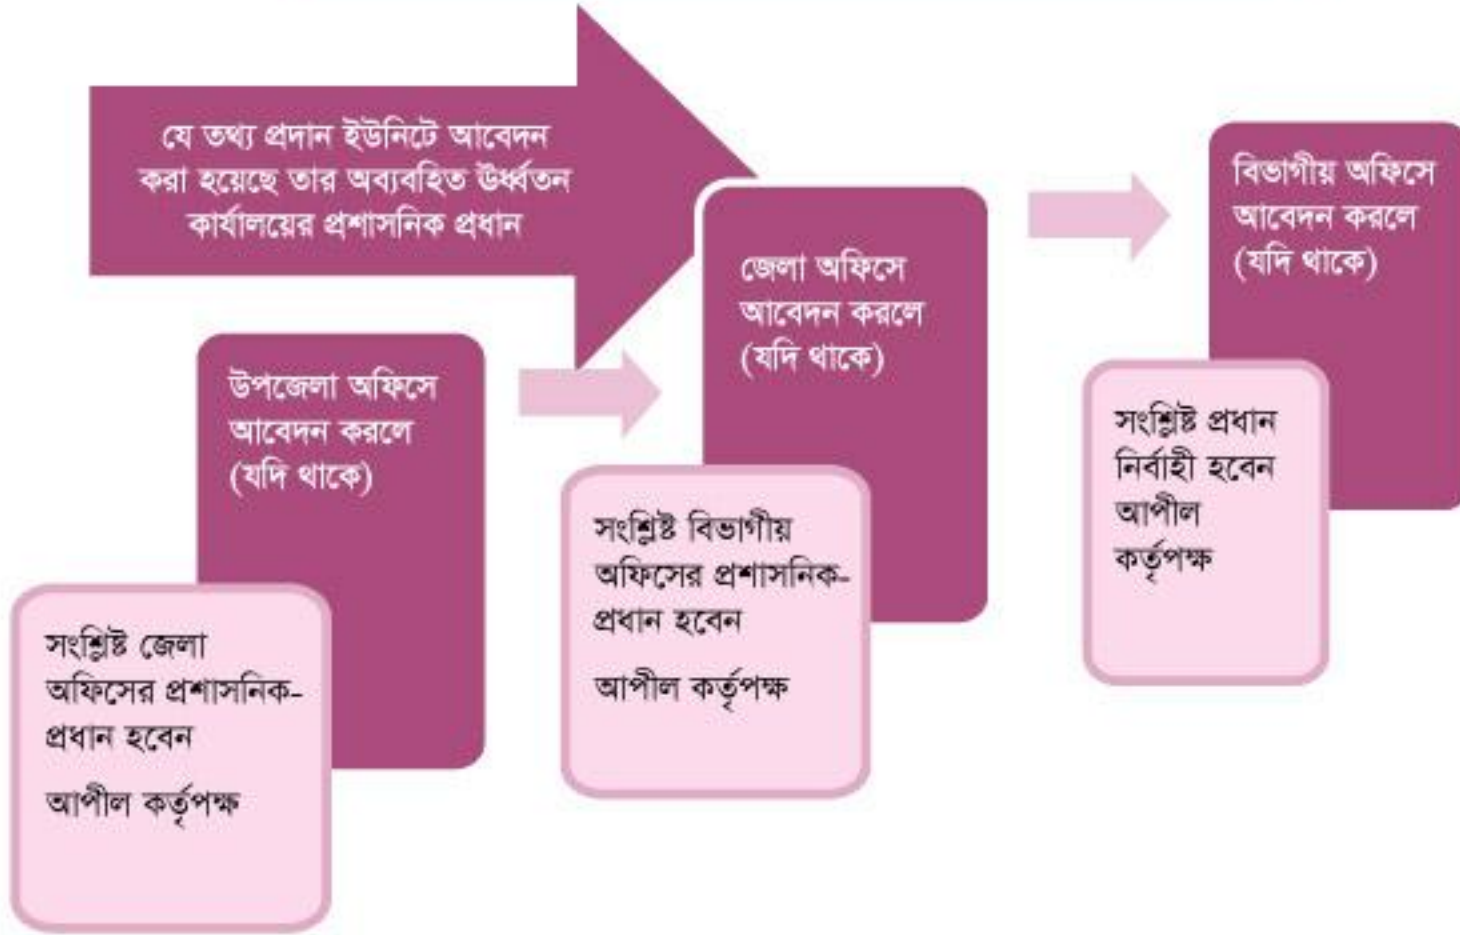 যে তথ্য প্রদান ইউনিটে আবেদন
করা হয়েছে তার অব্যবহিত ঊর্ধ্বতন
কার্যালয়ের প্রশাসনিক প্রধান
উপজেলা অফিসে
আবেদন করলে
(যদি থাকে)
সংশ্লিষ্ট জেলা
অফিসের প্রশাসনিক-
প্রধান হবেন
আপীল কর্তৃপক্ষ
জেলা অফিসে
আবেদন করলে
(যদি থাকে)
সংশ্লিষ্ট বিভাগীয়
অফিসের প্রশাসনিক-
প্রধান হবেন
আপীল কর্তৃপক্ষ
বিভাগীয় অফিসে
আবেদন করলে
(যদি থাকে)
সংশ্লিষ্ট প্রধান
নির্বাহী হবেন
আপীল
কর্তৃপক্ষ